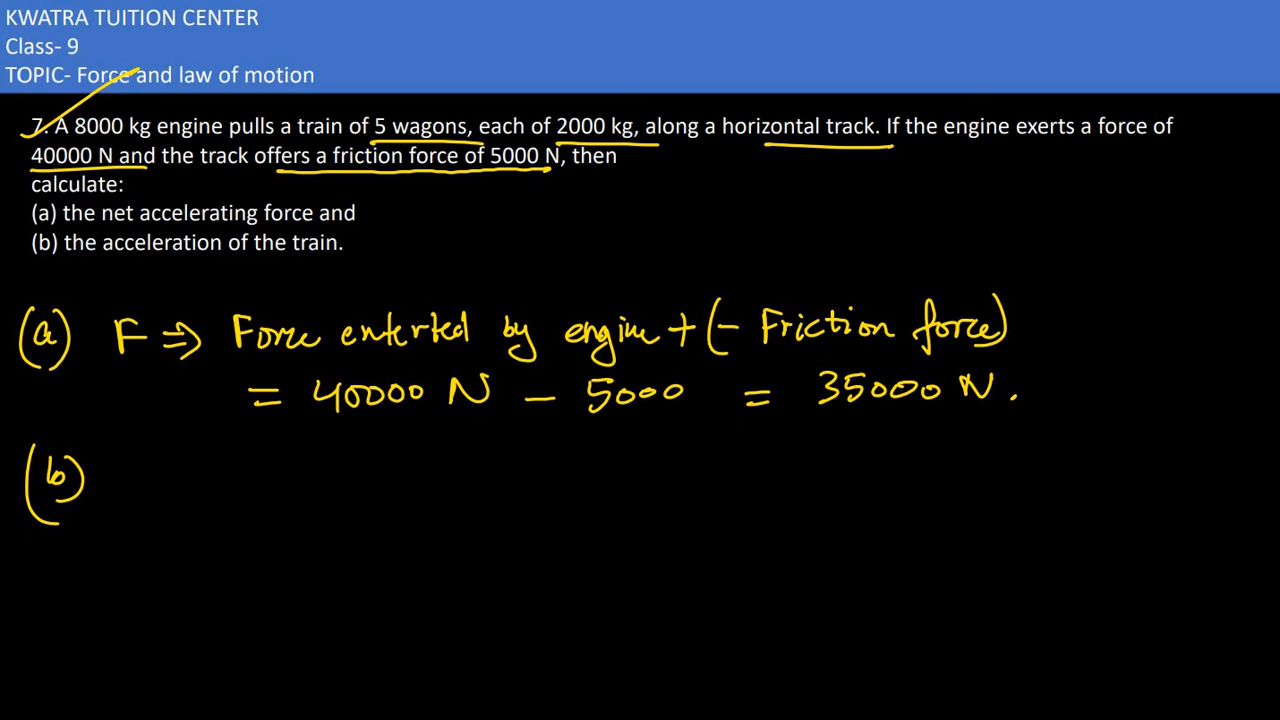 KWATRA TUITION CENTER
Class- 9
TOPIC- Force and law of motion
7. A 8000 kg engine pulls a train of 5 wagons, each of 2000 kg, along a horizontal track. If the engine exerts a force of
40000 N and the track offers a friction force of 5000 N, then
calculate:
(a) the net accelerating force and
(b) the acceleration of the train.
(a) F ⇒ Force enterted by engine + (- Friction force)
= 40000 N - 5000 = 35000 N.
(b)